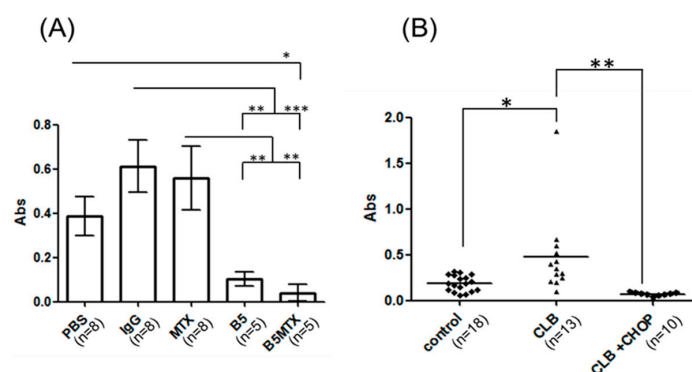 (A)
*
** ***
** **
0.8
0.6
0.4
0.2
0.0
Abs
PBS
(n=8)
IgG
(n=8)
MTX
(n=8)
B5
(n=5)
B5MTX
(n=5)
(B)
**
*
2.0
1.5
1.0
0.5
0.0
Abs
control
(n=18)
CLB
(n=13)
CLB +CHOP
(n=10)